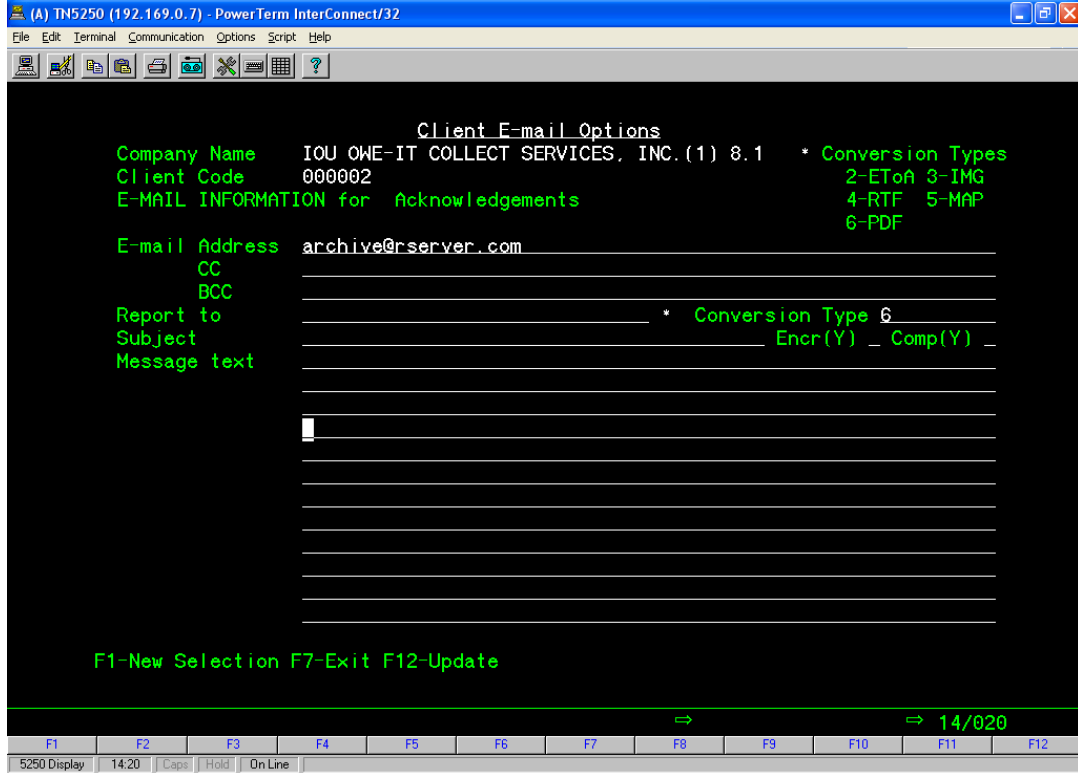 (A) TN5250 (192.169.0.7) - PowerTerm InterConnect/32
File Edit Terminal Communication Options Script Help
Client E-mail Options
Company Name IOU OWE-IT COLLECT SERVICES, INC.(1) 8.1 * Conversion Types
Client Code 000002 2-EToA 3-IMG
E-MAIL INFORMATION for Acknowledgements 4-RTF 5-MAP
6-PDF
E-mail Address archive@rserver.com
CC
BCC
Report to * Conversion Type 6
Subject Encr(Y) _ Comp(Y) _
Message text
F1-New Selection F7-Exit F12-Update
14/020
F1 F2 F3 F4 F5 F6 F7 F8 F9 F10 F11 F12
5250 Display 14:20 Caps Hold On Line